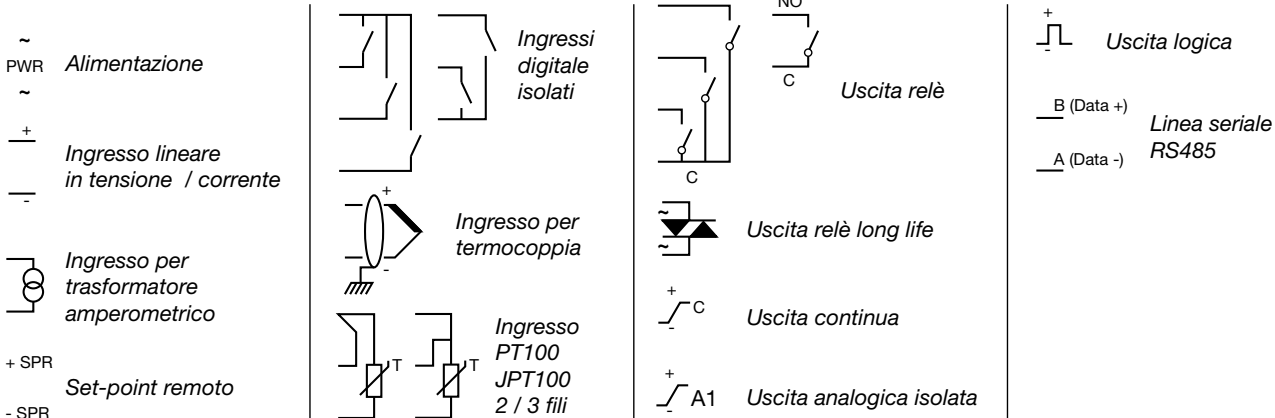 ~
PWR Alimentazione
~
+
Ingresso lineare
in tensione / corrente
-
Ingresso per
trasformatore
amperometrico
+ SPR
Set-point remoto
- SPR
Ingressi
digitale
isolati
+
Ingresso per
termocoppia
-
Ingresso
PT100
T T
JPT100
2 / 3 fili
NO
C
Uscita relè
C
~
Uscita relè long life
~
+
C
Uscita continua
-
+
A1 Uscita analogica isolata
-
+
Uscita logica
-
B (Data +)
Linea seriale
RS485
A (Data -)